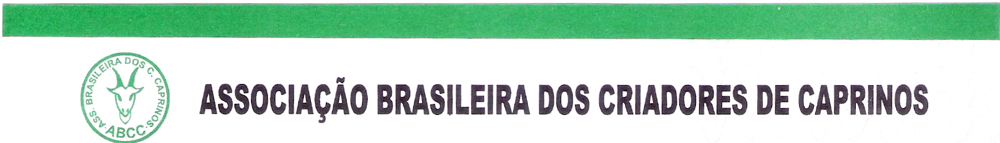 ASS. BRASILEIRA DOS C. CAPRINOS
·ABCC·
ASSOCIAÇÃO BRASILEIRA DOS CRIADORES DE CAPRINOS